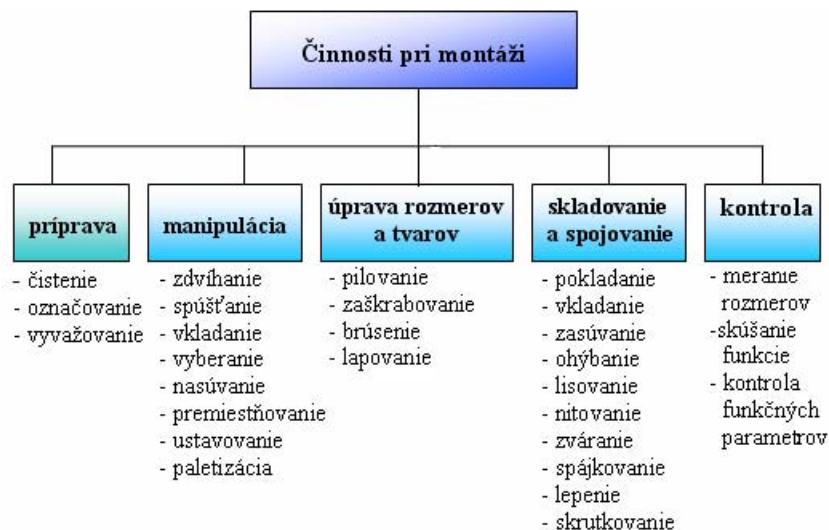 Činnosti pri montáži
príprava
- čistenie
- označovanie
- vyvažovanie
manipulácia
- zdvíhanie
- spúšťanie
- vkladanie
- vyberanie
- nasúvanie
- premiestňovanie
- ustavovanie
- paletizácia
úprava rozmerov
a tvarov
- pilovanie
- zaškrabovanie
- brúsenie
- lapovanie
skladovanie
a spojovanie
- pokladanie
- vkladanie
- zasúvanie
- ohýbanie
- lisovanie
- nitovanie
- zváranie
- spájkovanie
- lepenie
- skrutkovanie
kontrola
- meranie
rozmerov
-skúšanie
funkcie
- kontrola
funkčných
parametrov